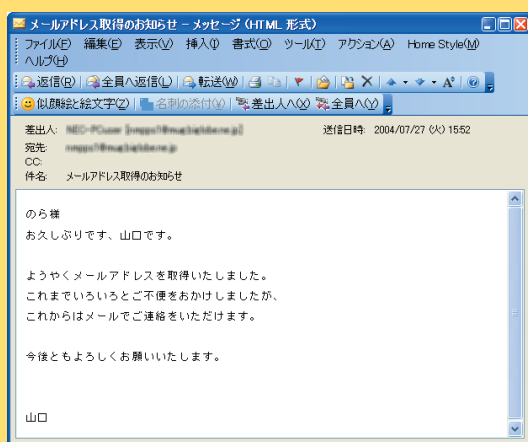 メールアドレス取得のお知らせ - メッセージ (HTML 形式)
ファイル(F) 編集(E) 表示(V) 挿入(I) 書式(O) ツール(T) アクション(A) Home Style(M)
ヘルプ(H)
返信(R) 全員へ返信(L) 転送(W)
似顔絵と絵文字(Z) 名刺の添付(V) 差出人へ(X) 全員へ(Y)
差出人: 送信日時: 2004/07/27 (火) 15:52
宛先:
CC:
件名: メールアドレス取得のお知らせ
のら様
お久しぶりです、山口です。
ようやくメールアドレスを取得いたしました。
これまでいろいろとご不便をおかけしましたが、
これからはメールでご連絡をいただけます。
今後ともよろしくお願いいたします。
山口